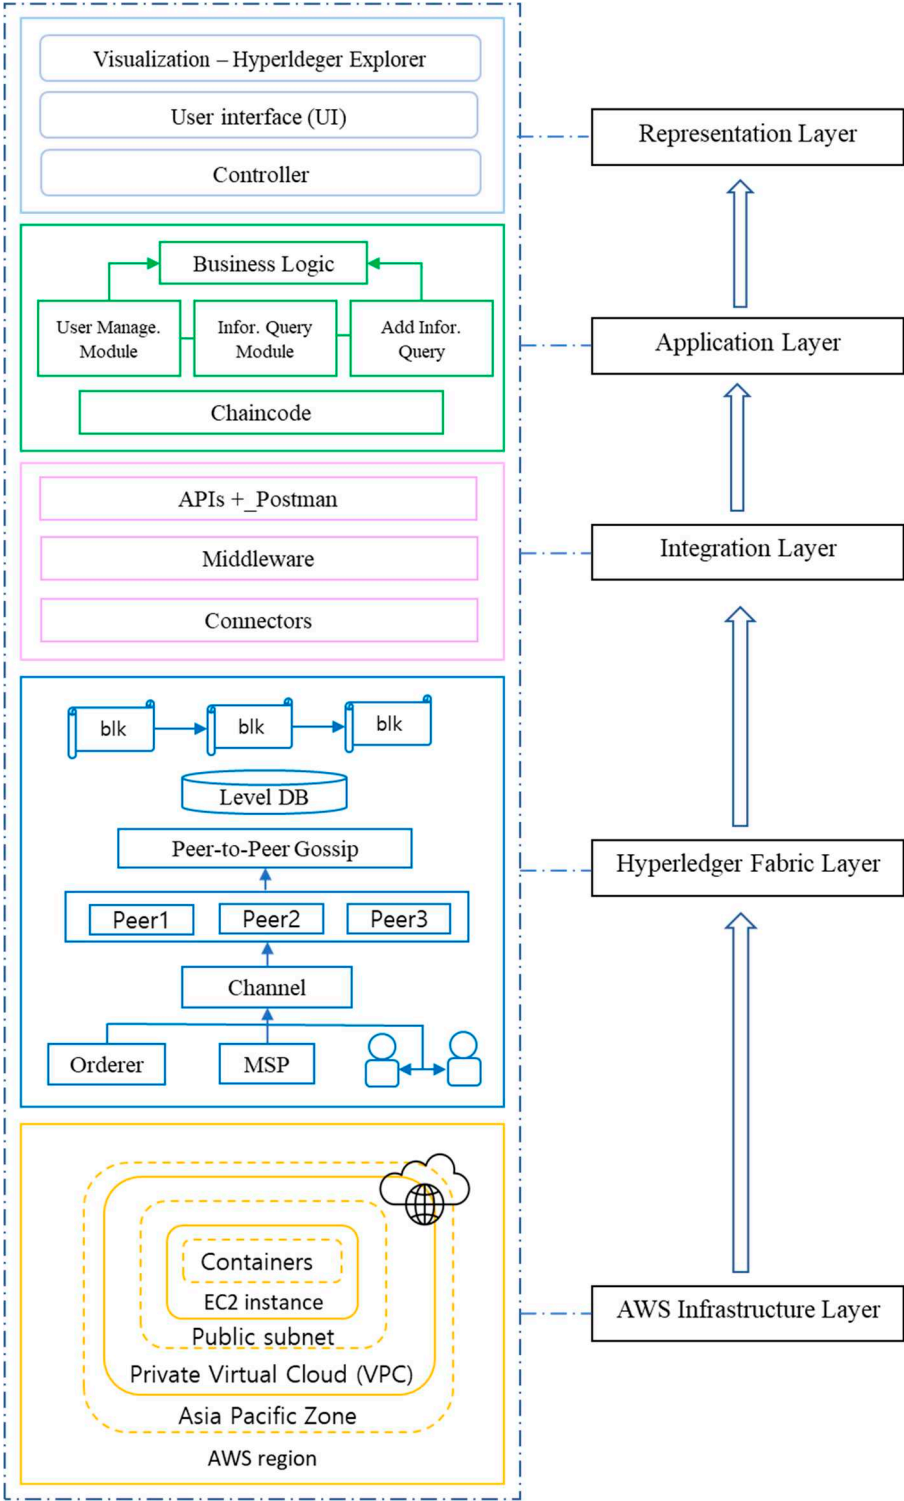 Visualization – Hyperldeger Explorer
User interface (UI)
Controller
Representation Layer
Business Logic
User Manage.
Module
Infor. Query
Module
Add Infor.
Query
Chaincode
Application Layer
APIs +_Postman
Middleware
Connectors
Integration Layer
blk
blk
blk
Level DB
Peer-to-Peer Gossip
Peer1
Peer2
Peer3
Channel
Orderer
MSP
Hyperledger Fabric Layer
Containers
EC2 instance
Public subnet
Private Virtual Cloud (VPC)
Asia Pacific Zone
AWS region
AWS Infrastructure Layer